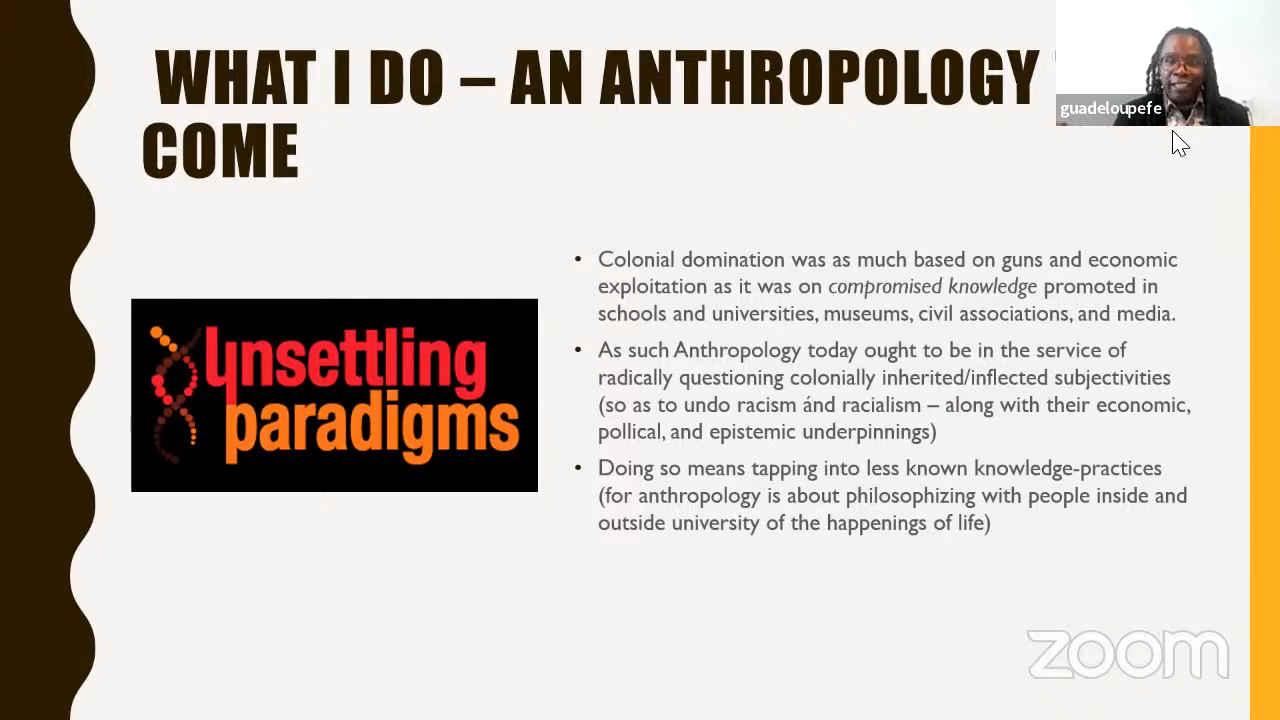 WHAT I DO – AN ANTHROPOLOGY
COME
guadeloupefe
• Colonial domination was as much based on guns and economic
exploitation as it was on compromised knowledge promoted in
schools and universities, museums, civil associations, and media.
• As such Anthropology today ought to be in the service of
radically questioning colonially inherited/inflected subjectivities
(so as to undo racism ánd racialism – along with their economic,
pollical, and epistemic underpinnings)
• Doing so means tapping into less known knowledge-practices
(for anthropology is about philosophizing with people inside and
outside university of the happenings of life)
Unsettling
paradigms
zoom